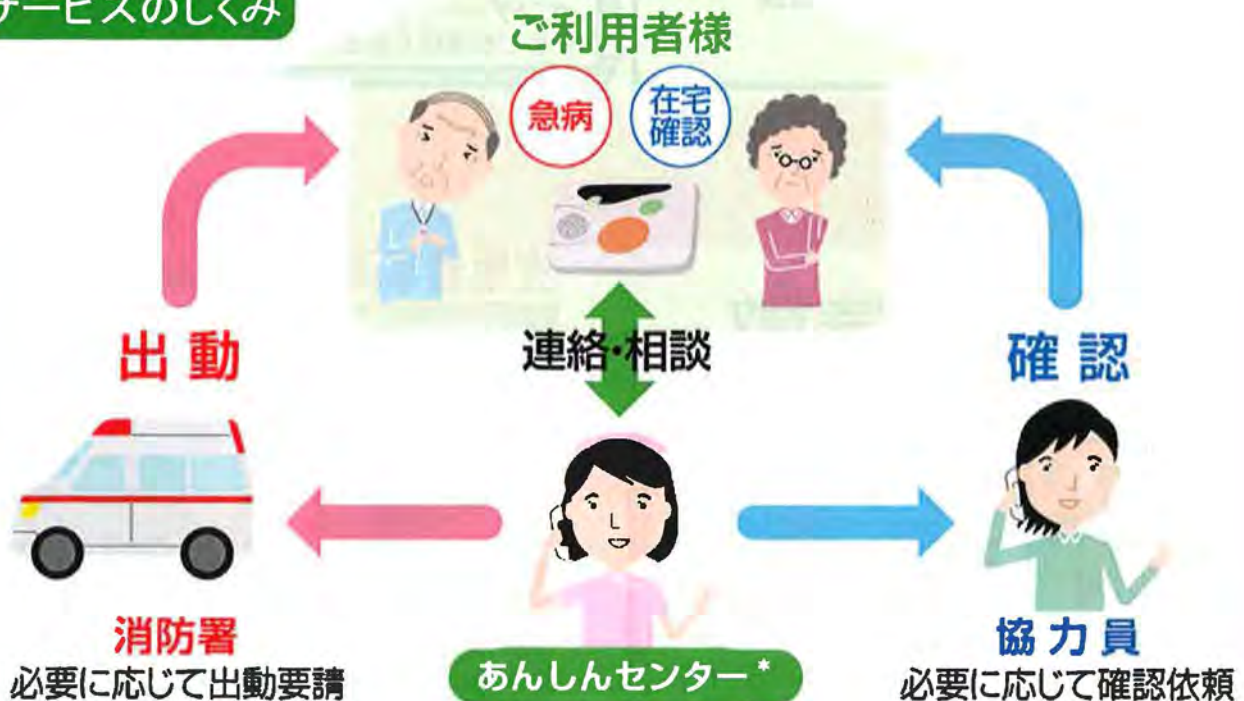 サービスのしくみ
ご利用者様
急病
在宅
確認
連絡・相談
出動
確認
消防署
必要に応じて出動要請
あんしんセンター*
協力員
必要に応じて確認依頼